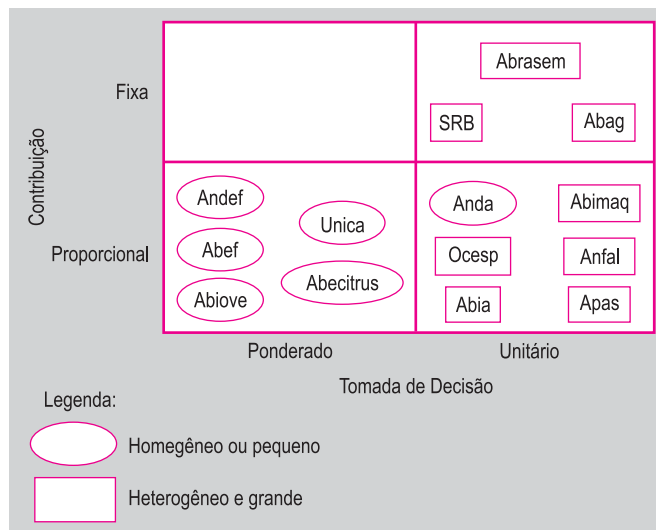 Contribuição
Fixa
Abrasem
SRB
Abag
Proporcional
Andef
Unica
Abef
Abecitrus
Abiove
Anda
Abimaq
Ocesp
Anfal
Abia
Apas
Ponderado
Unitário
Tomada de Decisão
Legenda:
Homegêneo ou pequeno
Heterogêneo e grande